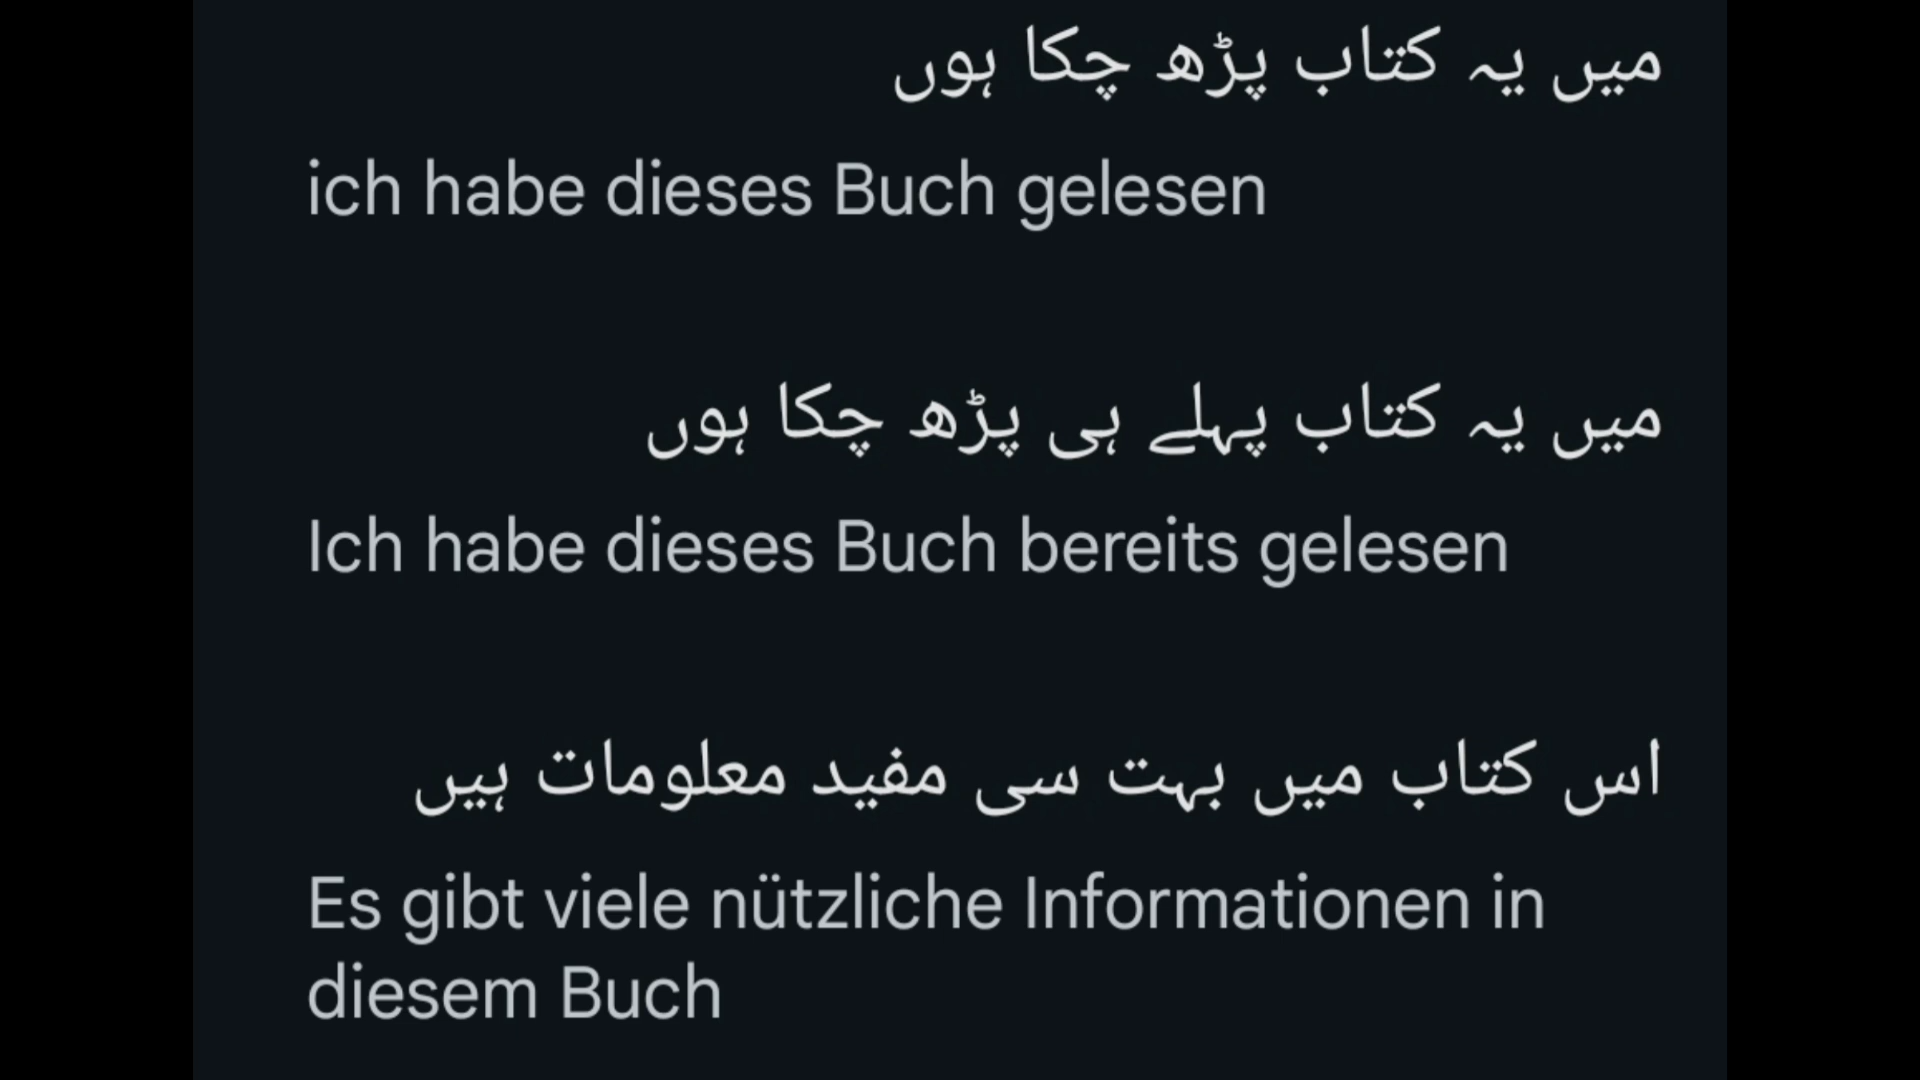 میں یہ کتاب پڑھ چکا ہوں
ich habe dieses Buch gelesen
میں یہ کتاب پہلے ہی پڑھ چکا ہوں
Ich habe dieses Buch bereits gelesen
اس کتاب میں بہت سی مفید معلومات ہیں
Es gibt viele nützliche Informationen in
diesem Buch